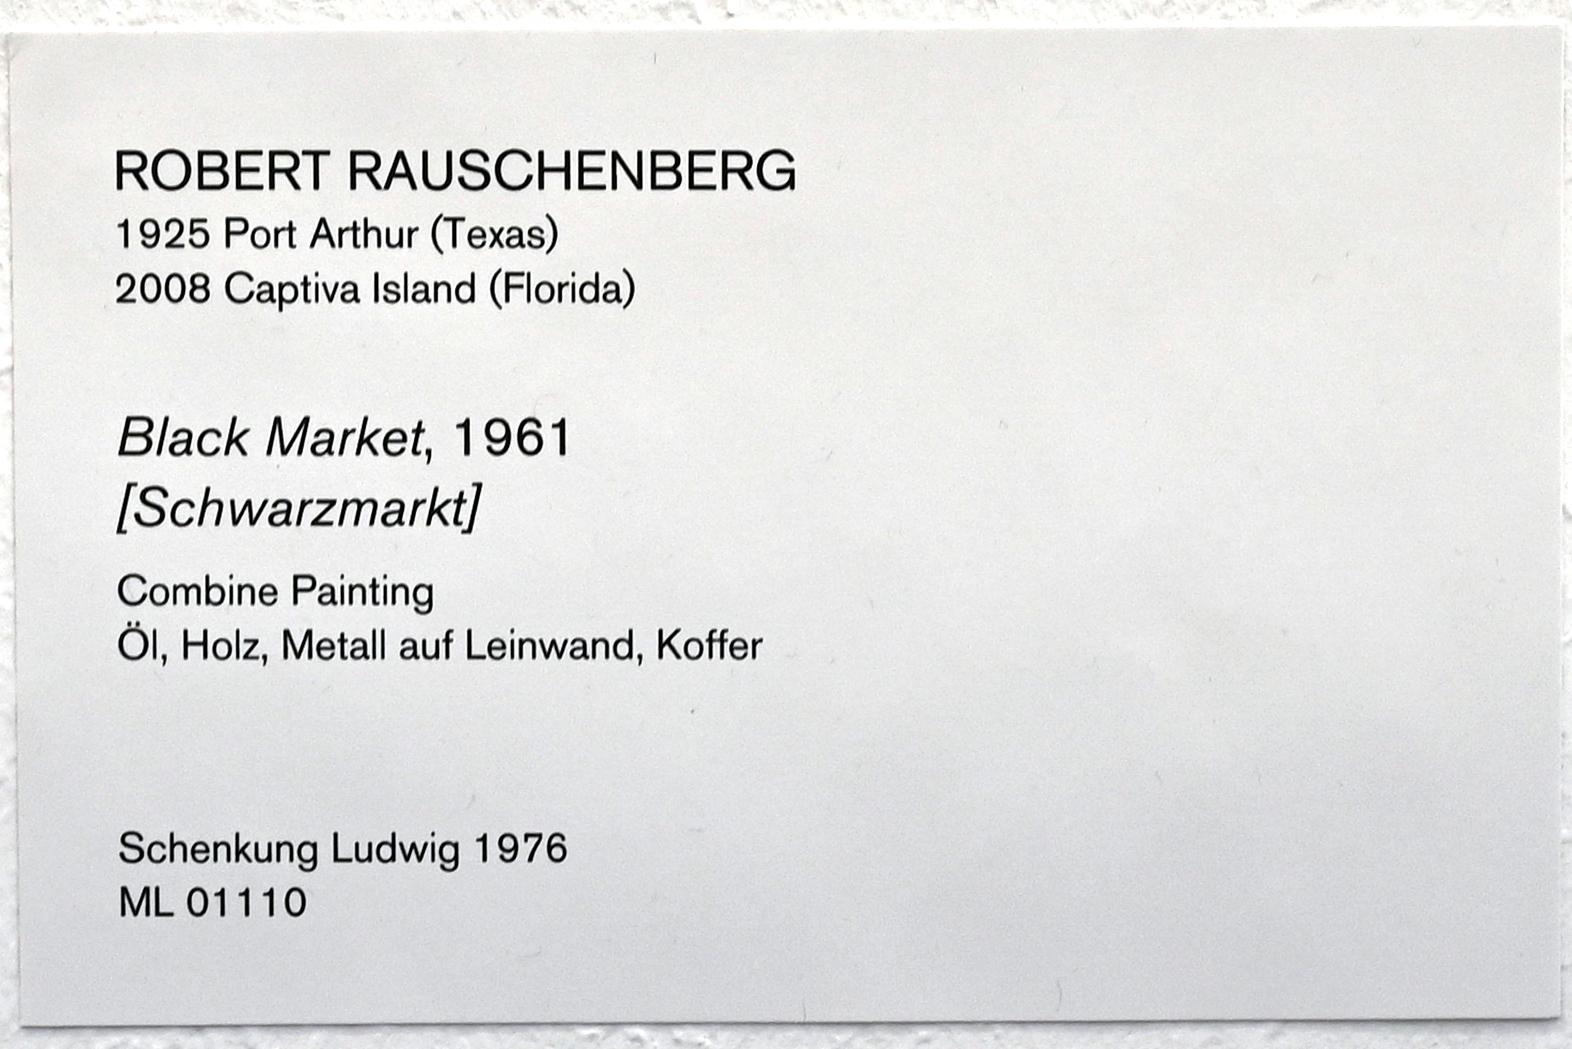 ROBERT RAUSCHENBERG
1925 Port Arthur (Texas)
2008 Captiva Island (Florida)
Black Market, 1961
[Schwarzmarkt]
Combine Painting
Öl, Holz, Metall auf Leinwand, Koffer
Schenkung Ludwig 1976
ML 01110